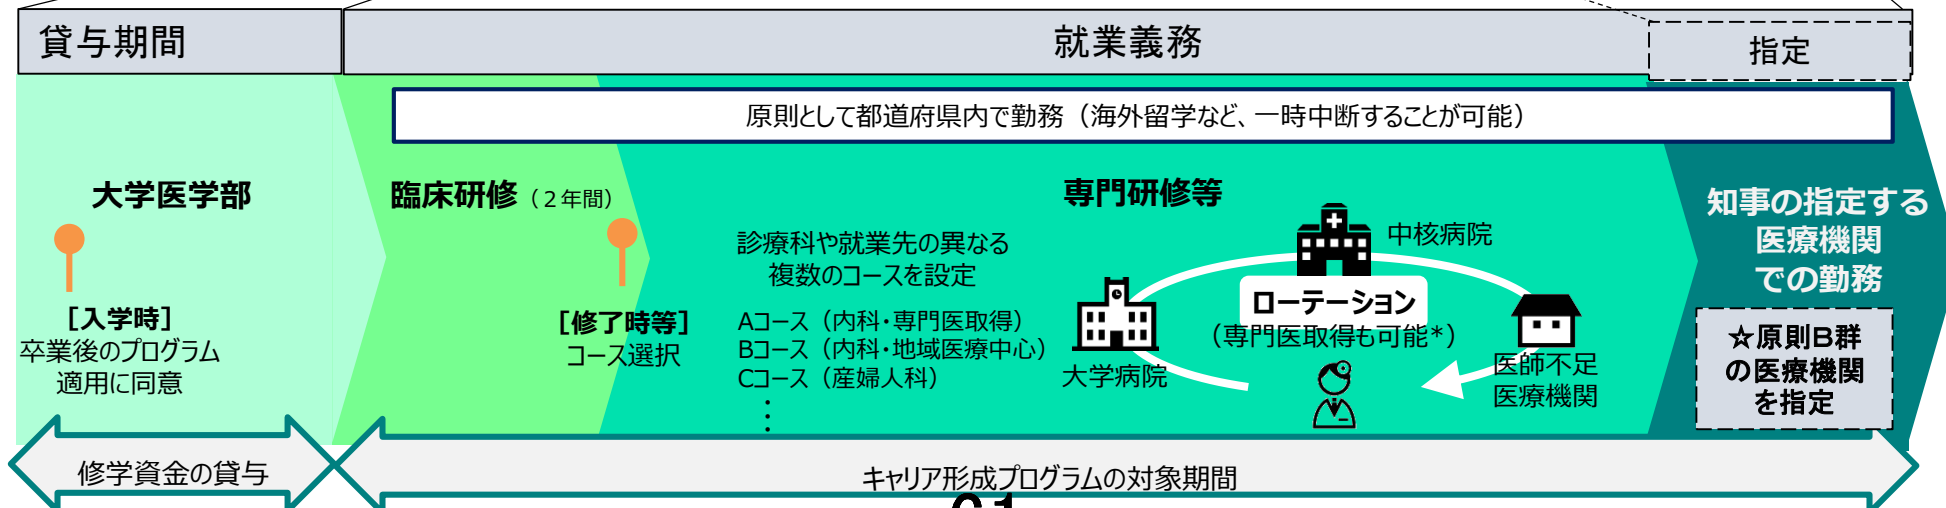 貸与期間
就業義務
指定
原則として都道府県内で勤務（海外留学など、一時中断することが可能）
大学医学部
臨床研修（２年間）
専門研修等
知事の指定する
医療機関
での勤務
［入学時］
卒業後のプログラム
適用に同意
［修了時等］
コース選択
診療科や就業先の異なる
複数のコースを設定
Aコース（内科・専門医取得）
Bコース（内科・地域医療中心）
Cコース（産婦人科）
⋮
中核病院
ローテーション
（専門医取得も可能*）
大学病院
医師不足
医療機関
☆原則B群
の医療機関
を指定
修学資金の貸与
キャリア形成プログラムの対象期間